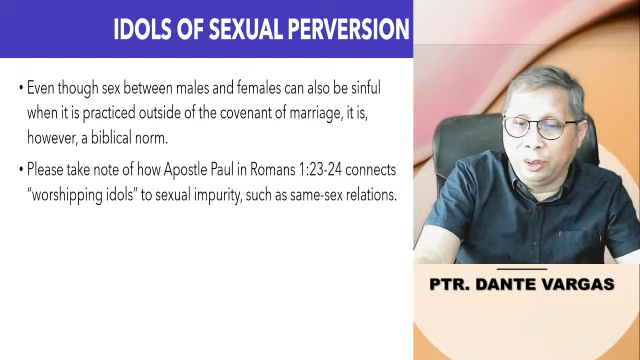 IDOLS OF SEXUAL PERVERSION
• Even though sex between males and females can also be sinful
when it is practiced outside of the covenant of marriage, it is,
however, a biblical norm.
• Please take note of how Apostle Paul in Romans 1:23-24 connects
“worshipping idols” to sexual impurity, such as same-sex relations.
PTR. DANTE VARGAS